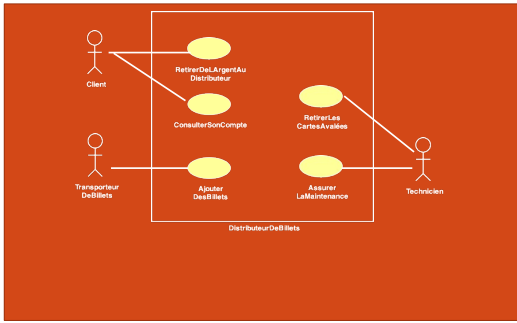 Client
RetirerDeLArgentAu
Distributeur
ConsulterSonCompte
RetirerLes
CartesAvalées
Transporteur
DeBillets
Ajouter
DesBillets
Assurer
LaMaintenance
Technicien
DistributeurDeBillets